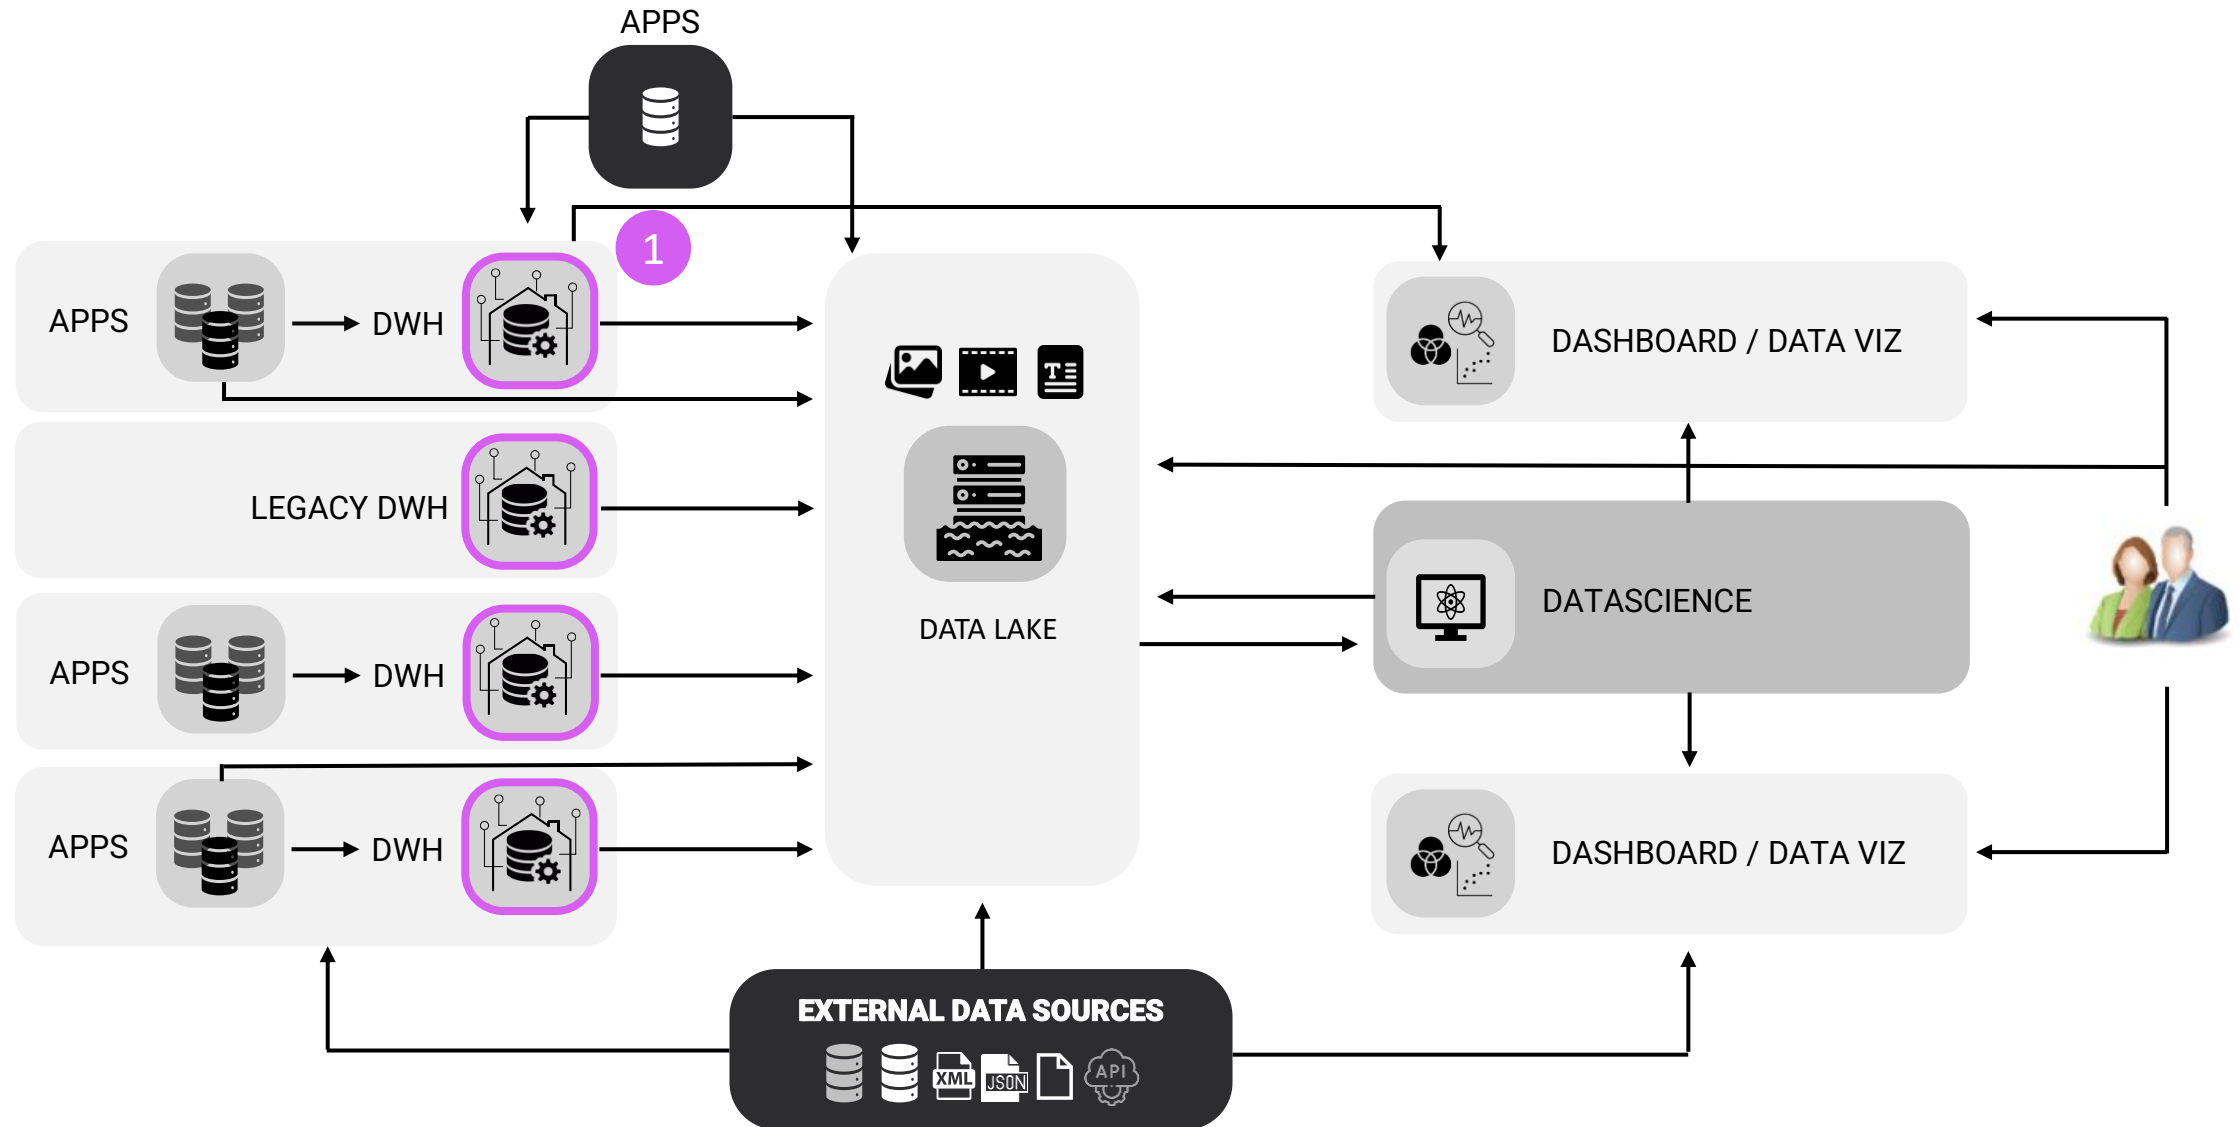 APPS
1
APPS
DWH
DASHBOARD / DATA VIZ
LEGACY DWH
T
DATA LAKE
DATASCIENCE
APPS
DWH
APPS
DWH
DASHBOARD / DATA VIZ
EXTERNAL DATA SOURCES
XML
JSON
API